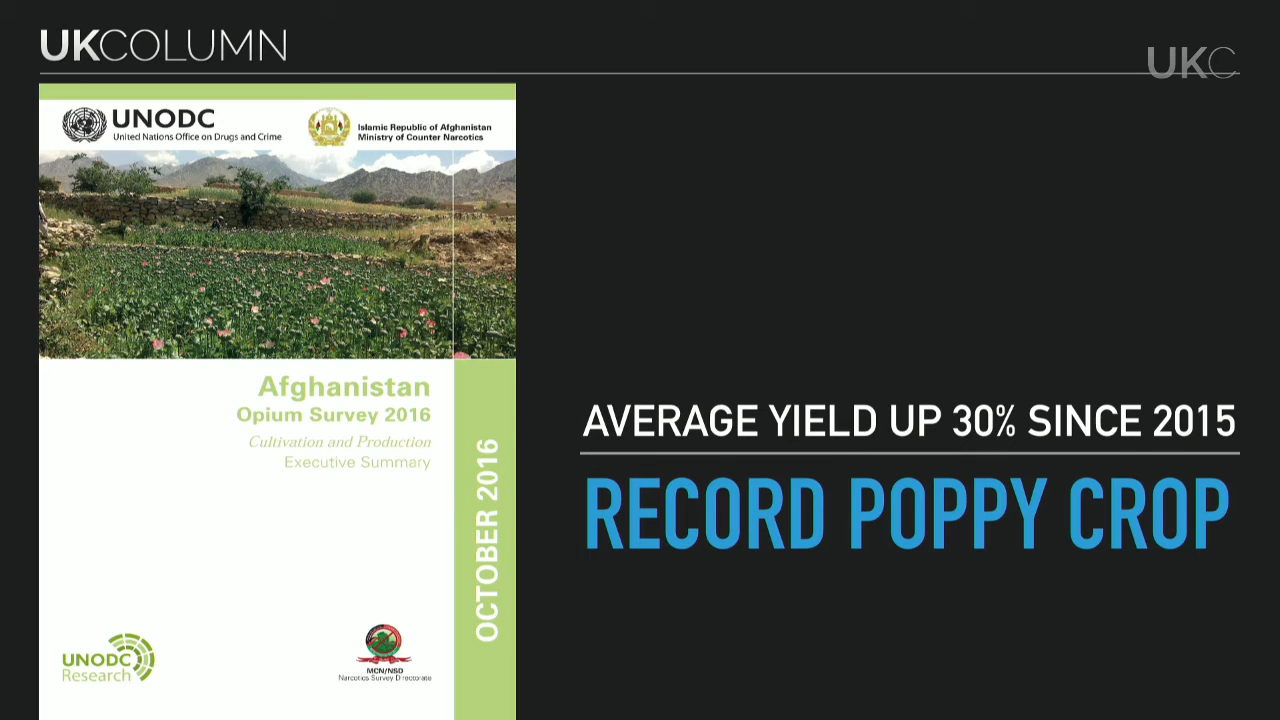 UKCOLUMN
UKC
UNODC
United Nations Office on Drugs and Crime
Islamic Republic of Afghanistan
Ministry of Counter Narcotics
Afghanistan
Opium Survey 2016
Cultivation and Production
Executive Summary
OCTOBER 2016
UNODC
Research
MCN/NSD
Narcotics Survey Directorate
AVERAGE YIELD UP 30% SINCE 2015
RECORD POPPY CROP